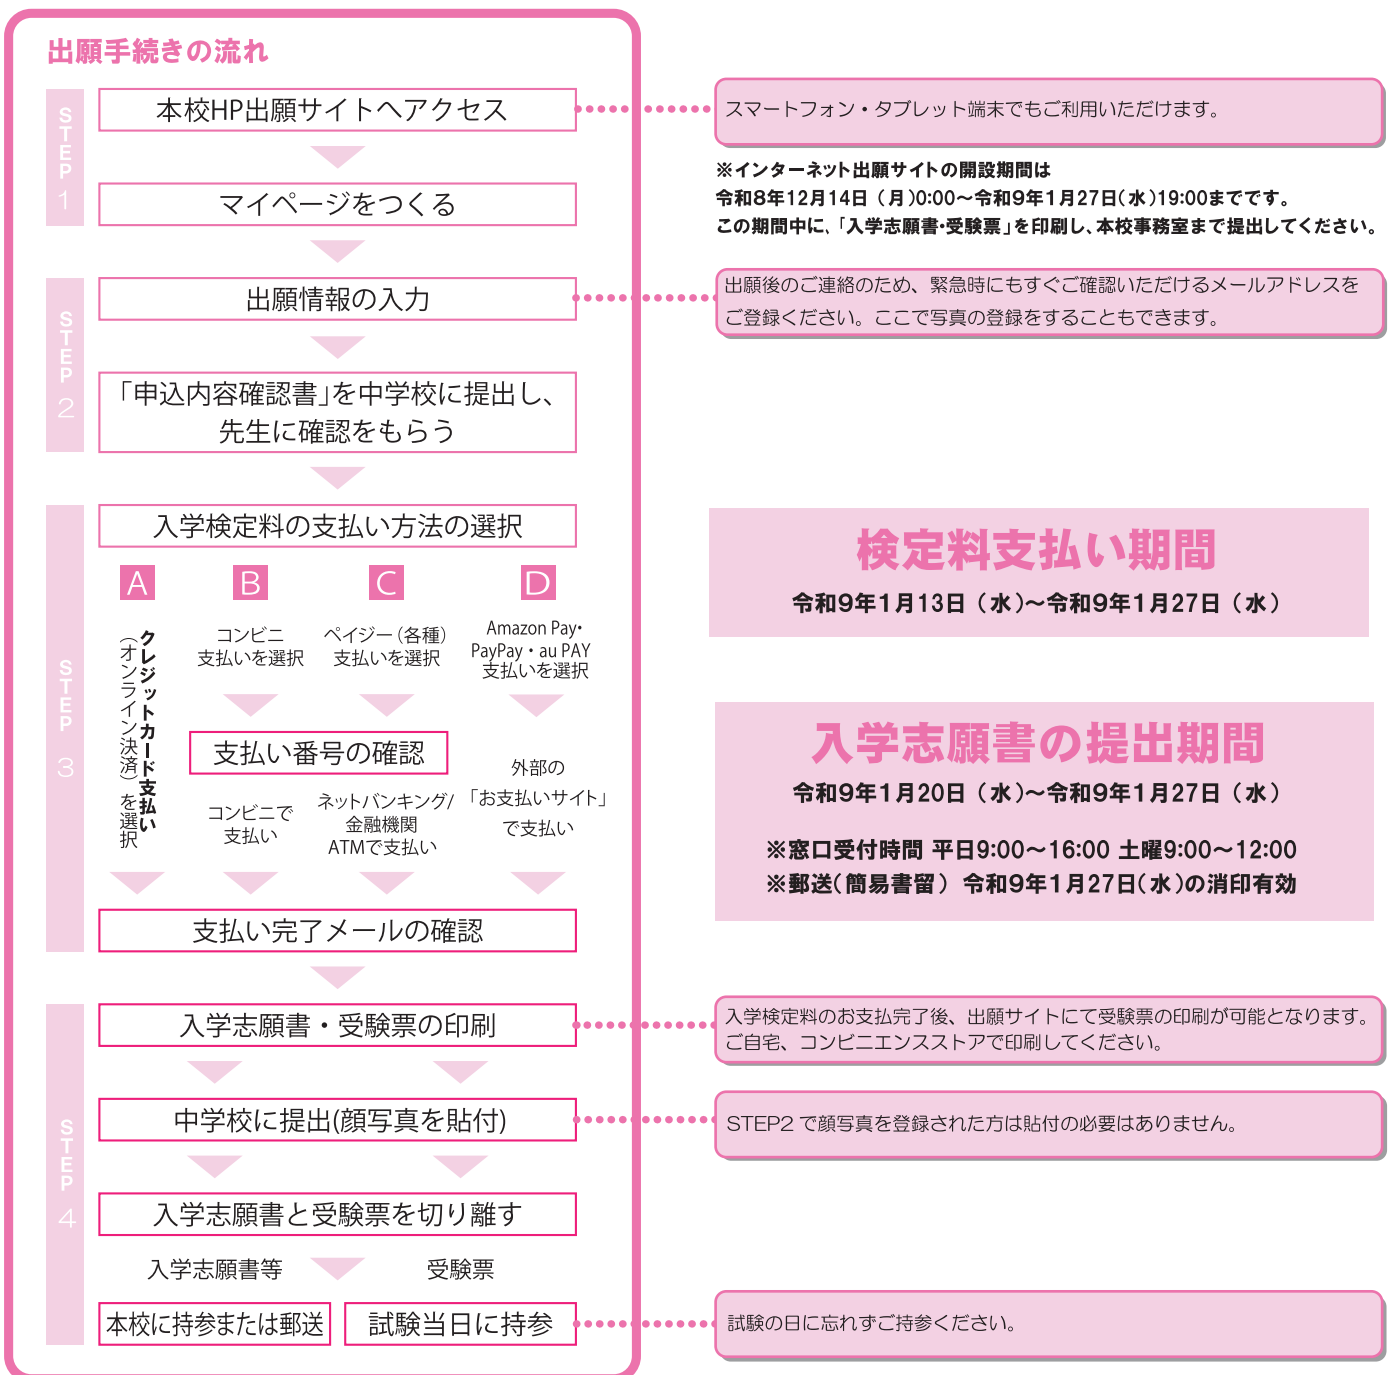 出願手続きの流れ
STEP 1
本校HP出願サイトへアクセス
スマートフォン・タブレット端末でもご利用いただけます。
※インターネット出願サイトの開設期間は
令和8年12月14日（月)0:00～令和9年1月27日(水)19:00までです。
この期間中に、「入学志願書・受験票」を印刷し、本校事務室まで提出してください。
マイページをつくる
STEP 2
出願情報の入力
出願後のご連絡のため、緊急時にもすぐご確認いただけるメールアドレスを
ご登録ください。ここで写真の登録をすることもできます。
「申込内容確認書」を中学校に提出し、
先生に確認をもらう
STEP 3
入学検定料の支払い方法の選択
A
クレジットカード支払い
（オンライン決済）を選択
B
コンビニ
支払いを選択
C
ペイジー（各種）
支払いを選択
D
Amazon Pay・
PayPay・au PAY
支払いを選択
支払い番号の確認
コンビニで
支払い
ネットバンキング/
金融機関
ATMで支払い
外部の
「お支払いサイト」
で支払い
支払い完了メールの確認
検定料支払い期間
令和9年1月13日（水)～令和9年1月27日（水）
入学志願書の提出期間
令和9年1月20日（水)～令和9年1月27日（水）
※窓口受付時間 平日9:00～16:00 土曜9:00～12:00
※郵送(簡易書留） 令和9年1月27日(水)の消印有効
STEP 4
入学志願書・受験票の印刷
入学検定料のお支払完了後、出願サイトにて受験票の印刷が可能となります。
ご自宅、コンビニエンスストアで印刷してください。
中学校に提出(顔写真を貼付)
STEP2 で顔写真を登録された方は貼付の必要はありません。
入学志願書と受験票を切り離す
入学志願書等
受験票
本校に持参または郵送
試験当日に持参
試験の日に忘れずご持参ください。